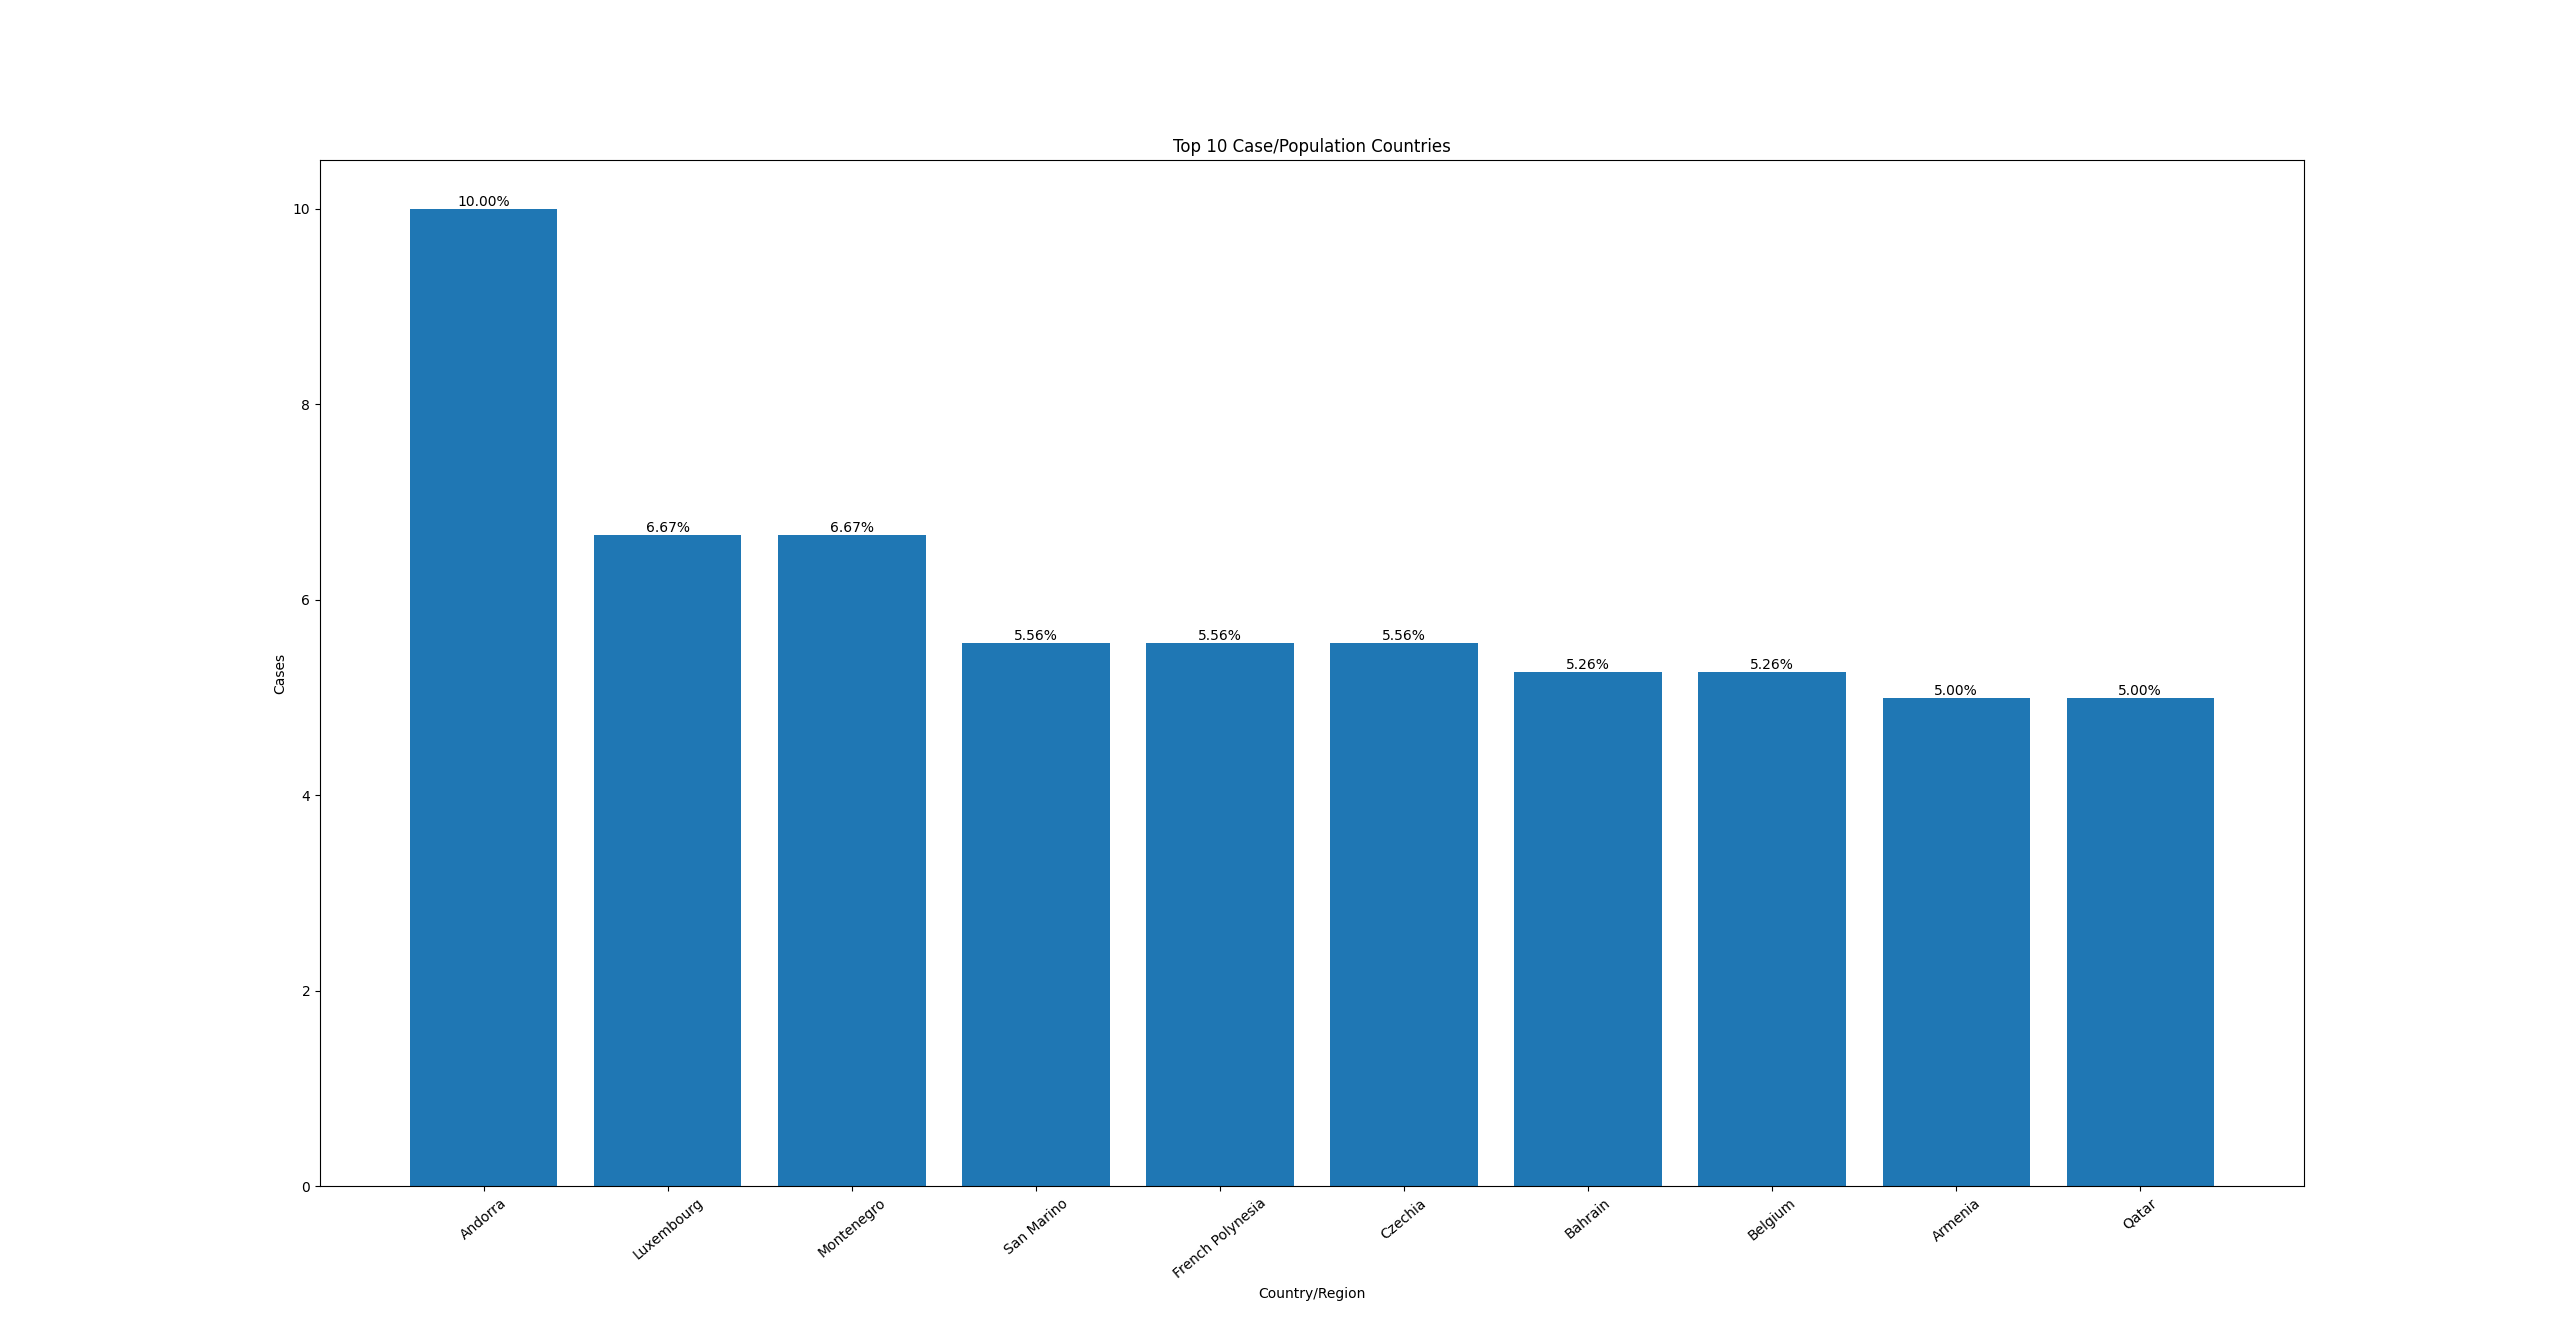 Top 10 Case/Population Countries
10
8
6
4
2
0
Cases
10.00%
6.67%
6.67%
5.56%
5.56%
5.56%
5.26%
5.26%
5.00%
5.00%
Andorra
Luxembourg
Montenegro
San Marino
French Polynesia
Czechia
Bahrain
Belgium
Armenia
Qatar
Country/Region